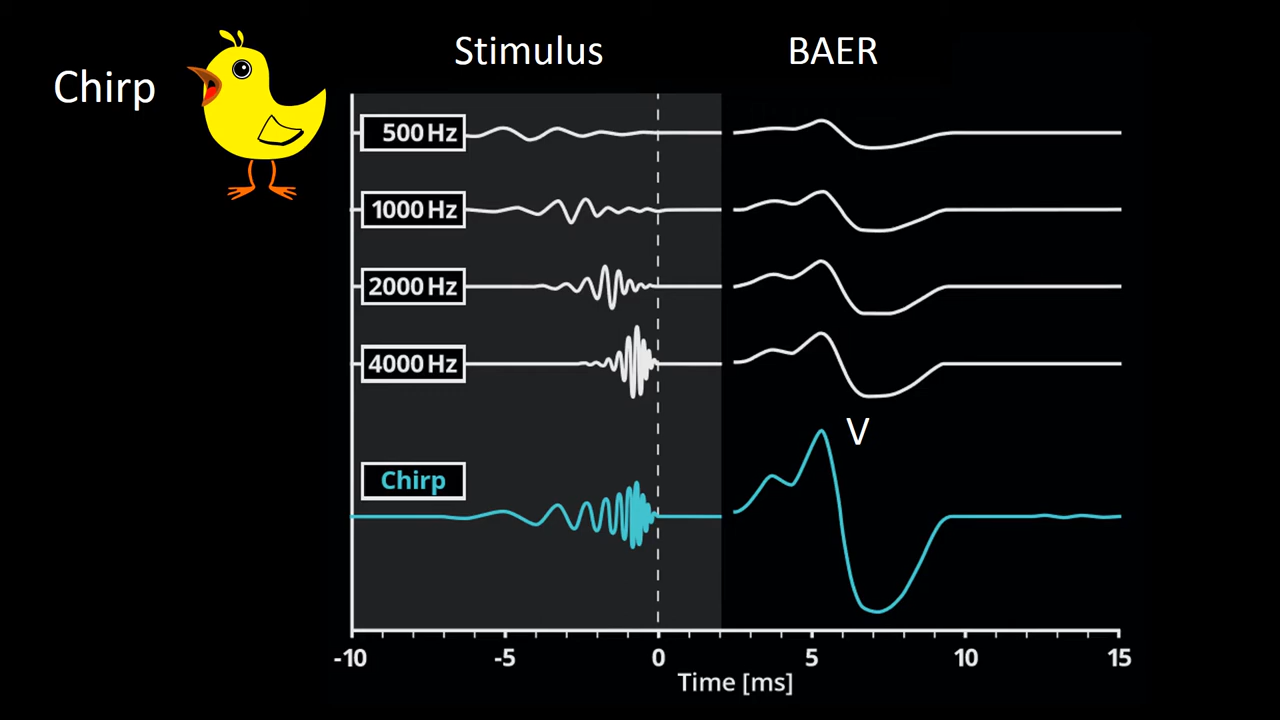 Chirp
Stimulus
BAER
500 Hz
1000 Hz
2000 Hz
4000 Hz
V
Chirp
-10 -5 0 5 10 15
Time [ms]